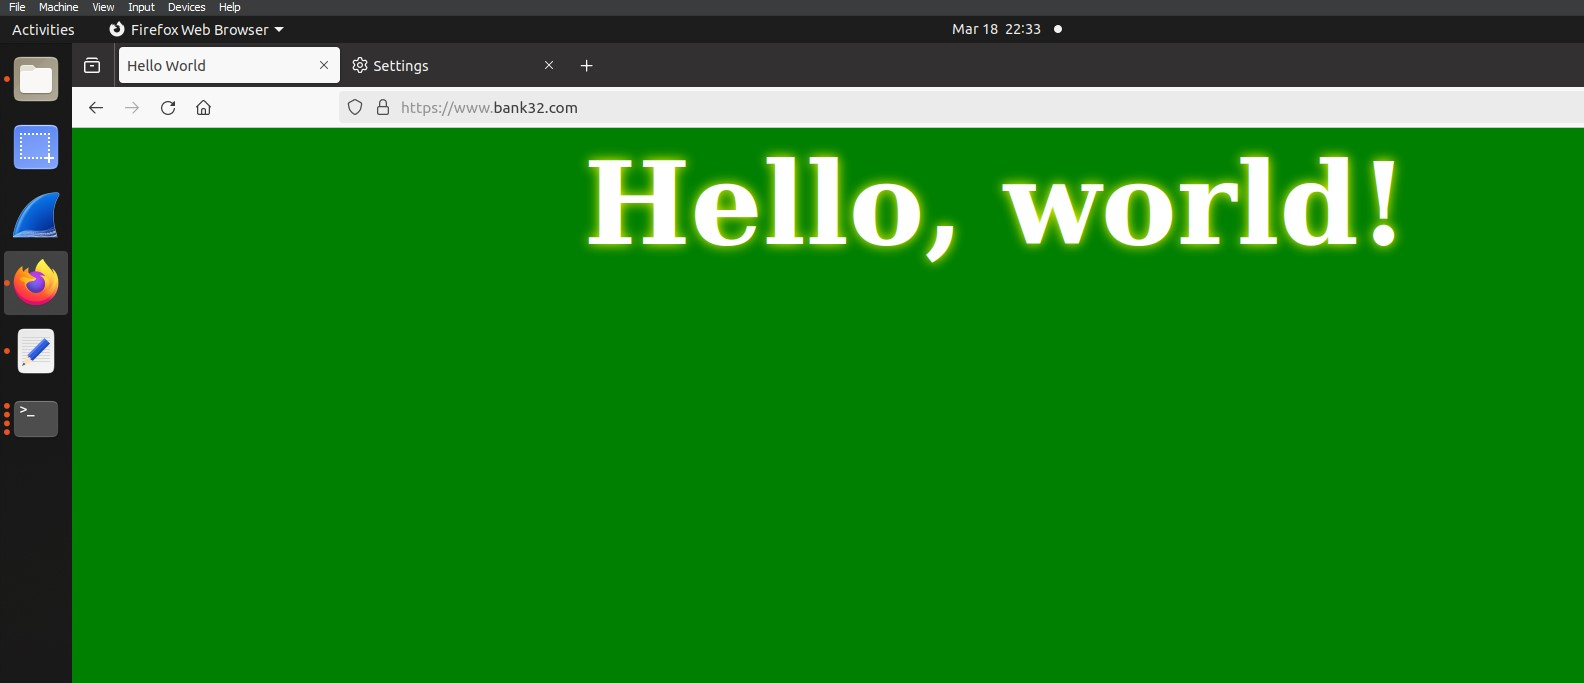 File Machine View Input Devices Help
Activities Firefox Web Browser Mar 18 22:33
Hello World Settings
https://www.bank32.com
Hello, world!
>_